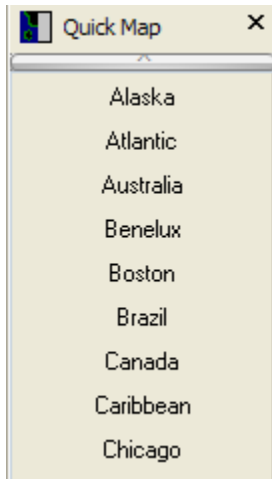 Quick Map
Alaska
Atlantic
Australia
Benelux
Boston
Brazil
Canada
Caribbean
Chicago